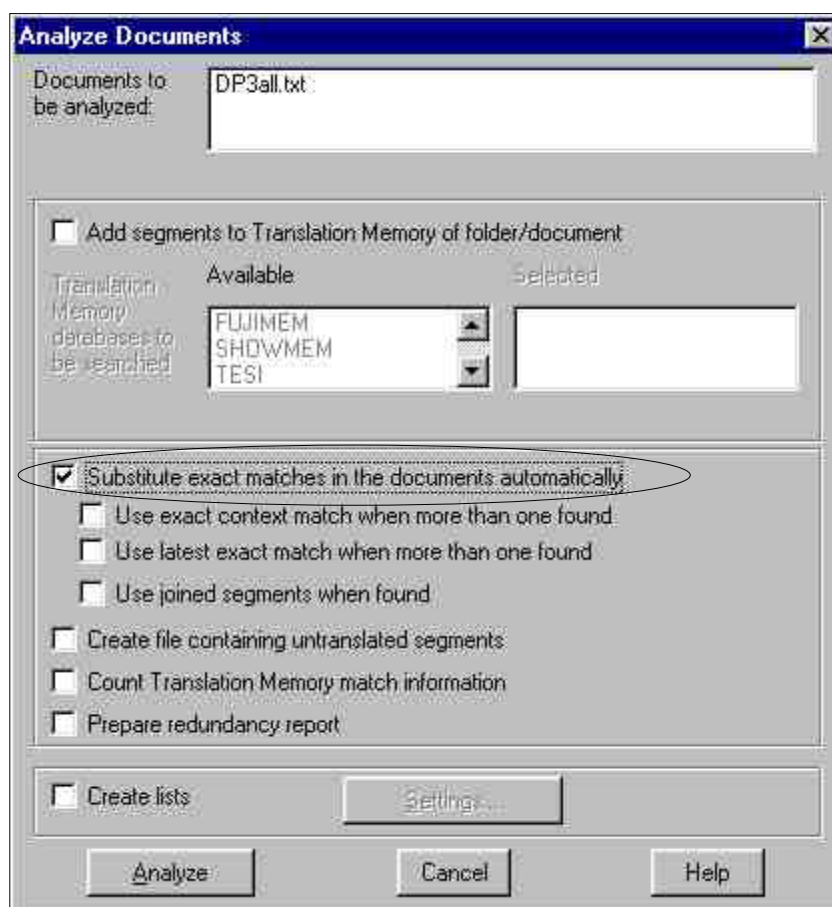 Analyze Documents
Documents to
be analyzed:
DP3all.txt
Add segments to Translation Memory of folder/document
Translation
Memory
databases to
be searched
Available
Selected
FUJIMEM
SHOWMEM
TESI
Substitute exact matches in the documents automatically
Use exact context match when more than one found
Use latest exact match when more than one found
Use joined segments when found
Create file containing untranslated segments
Count Translation Memory match information
Prepare redundancy report
Create lists
Settings...
Analyze
Cancel
Help